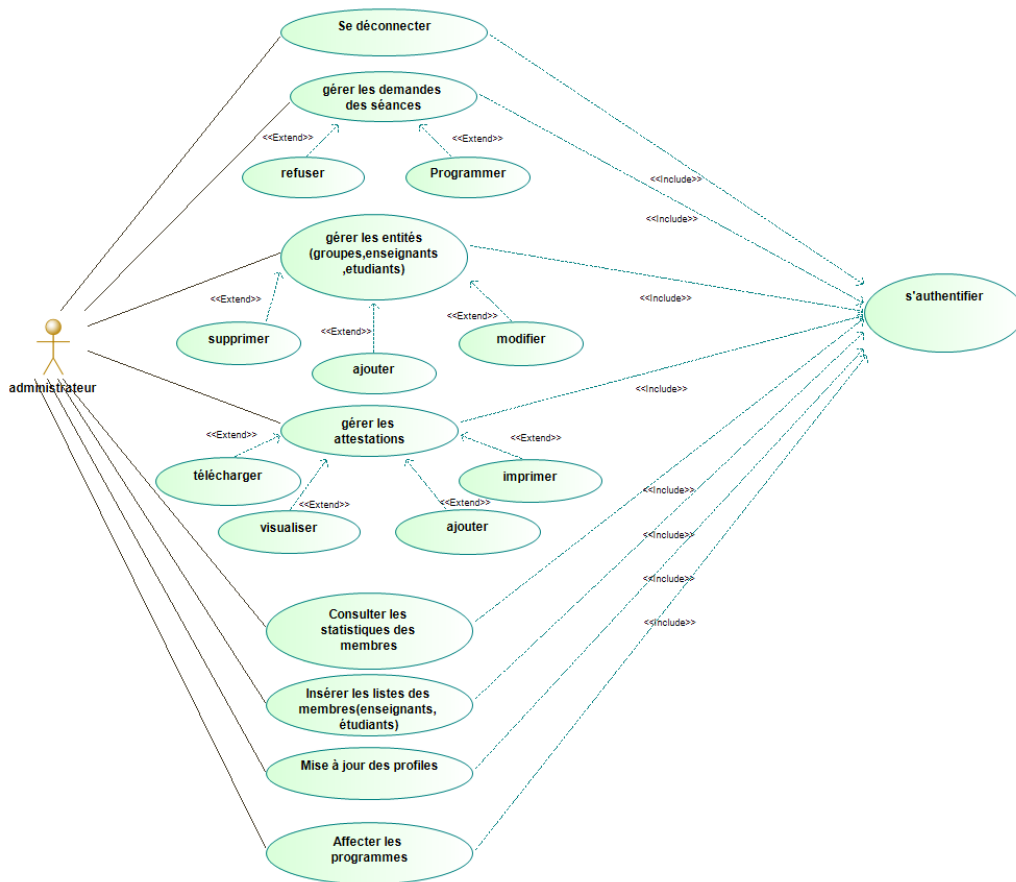 Se déconnecter
gérer les demandes
des séances
<<Extend>>
<<Extend>>
refuser
Programmer
<<Include>>
<<Include>>
gérer les entités
(groupes,enseignants
,etudiants)
<<Extend>>
<<Extend>>
<<Extend>>
<<Include>>
s'authentifier
supprimer
modifier
ajouter
administrateur
<<Include>>
gérer les
attestations
<<Extend>>
<<Extend>>
télécharger
imprimer
<<Extend>>
<<Extend>>
visualiser
ajouter
<<Include>>
<<Include>>
<<Include>>
<<Include>>
Consulter les
statistiques des
membres
Insérer les listes des
membres(enseignants,
étudiants)
Mise à jour des profiles
Affecter les
programmes